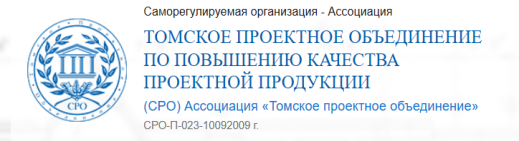 Саморегулируемая организация - Ассоциация
ТОМСКОЕ ПРОЕКТНОЕ ОБЪЕДИНЕНИЕ
ПО ПОВЫШЕНИЮ КАЧЕСТВА
ПРОЕКТНОЙ ПРОДУКЦИИ
(СРО) Ассоциация «Томское проектное объединение»
СРО-П-023-10092009 г.
СРО